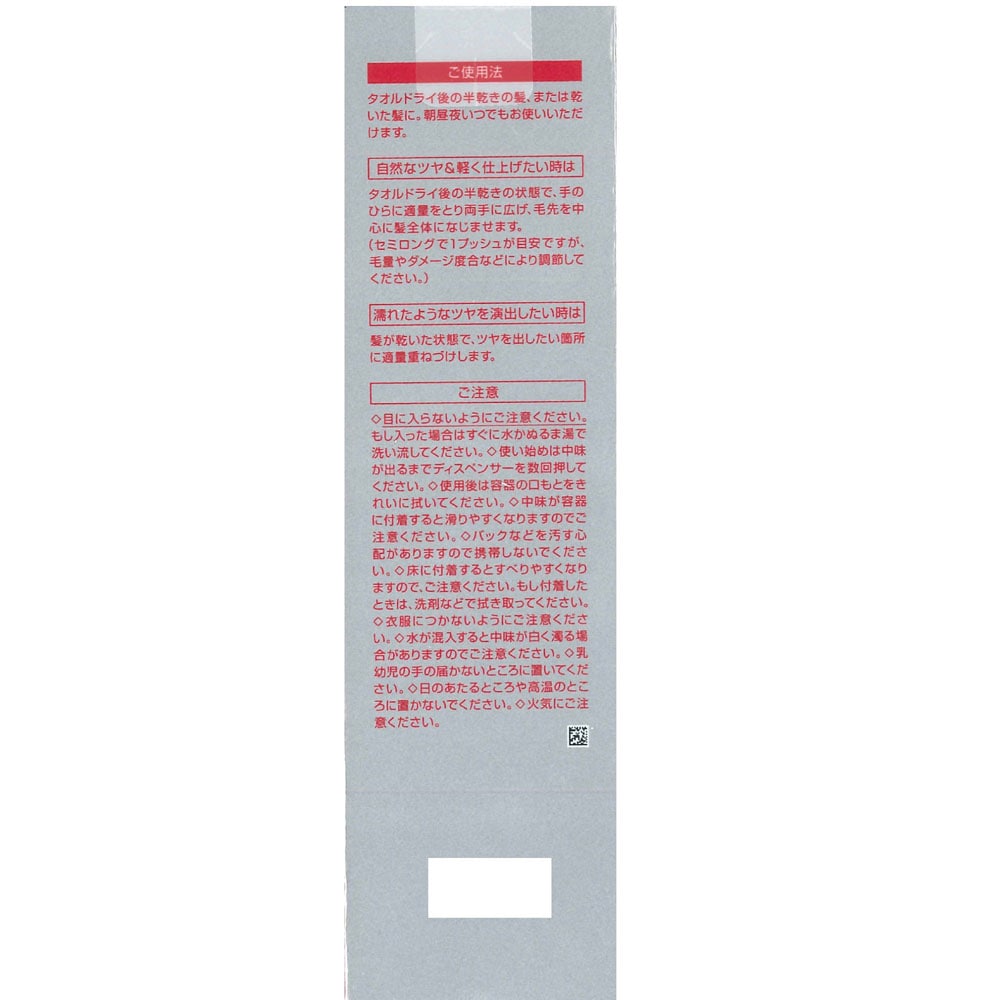 ご使用法
タオルドライ後の半乾きの髪、または乾
いた髪に。朝昼夜いつでもお使いいただ
けます。
自然なツヤ&軽く仕上げたい時は
タオルドライ後の半乾きの状態で、手の
ひらに適量をとり両手に広げ、毛先を中
心に髪全体になじませます。
(セミロングで1プッシュが目安ですが、
毛量やダメージ度合などにより調節して
ください。)
濡れたようなツヤを演出したい時は
髪が乾いた状態で、ツヤを出したい箇所
に適量重ねづけします。
ご注意
◇目に入らないようにご注意ください。
もし入った場合はすぐに水かぬるま湯で
洗い流してください。◇使い始めは中味
が出るまでディスペンサーを数回押して
ください。◇使用後は容器の口もとをき
れいに拭いてください。◇中味が容器
に付着すると滑りやすくなりますのでご
注意ください。◇バックなどを汚す心
配がありますので携帯しないでくださ
い。◇床に付着するとすべりやすくなり
ますので、ご注意ください。もし付着した
ときは、洗剤などで拭き取ってください。
◇衣服につかないようにご注意くださ
い。◇水が混入すると中味が白く濁る場
合がありますのでご注意ください。◇乳
幼児の手の届かないところに置いてくだ
さい。◇日のあたるところや高温のとこ
ろに置かないでください。◇火気にご注
意ください。